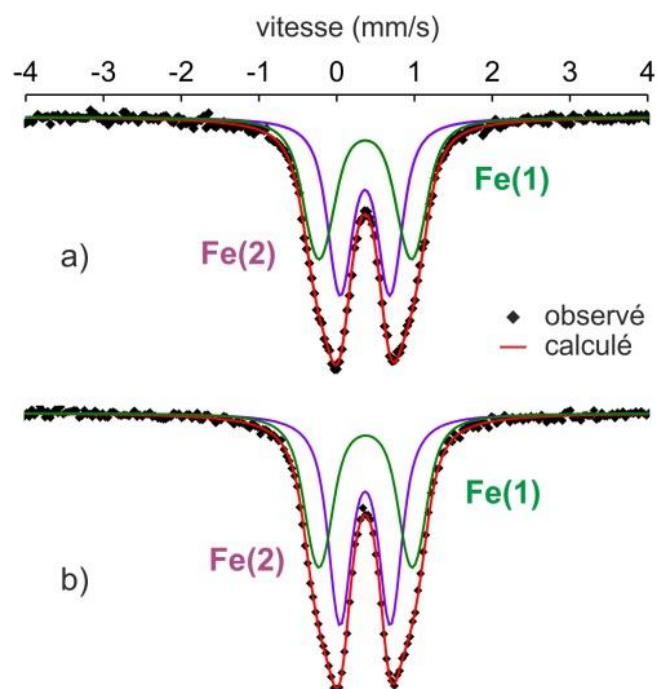 vitesse (mm/s)
-4 -3 -2 -1 0 1 2 3 4
Fe(1)
Fe(2)
a)
observé
calculé
Fe(1)
Fe(2)
b)